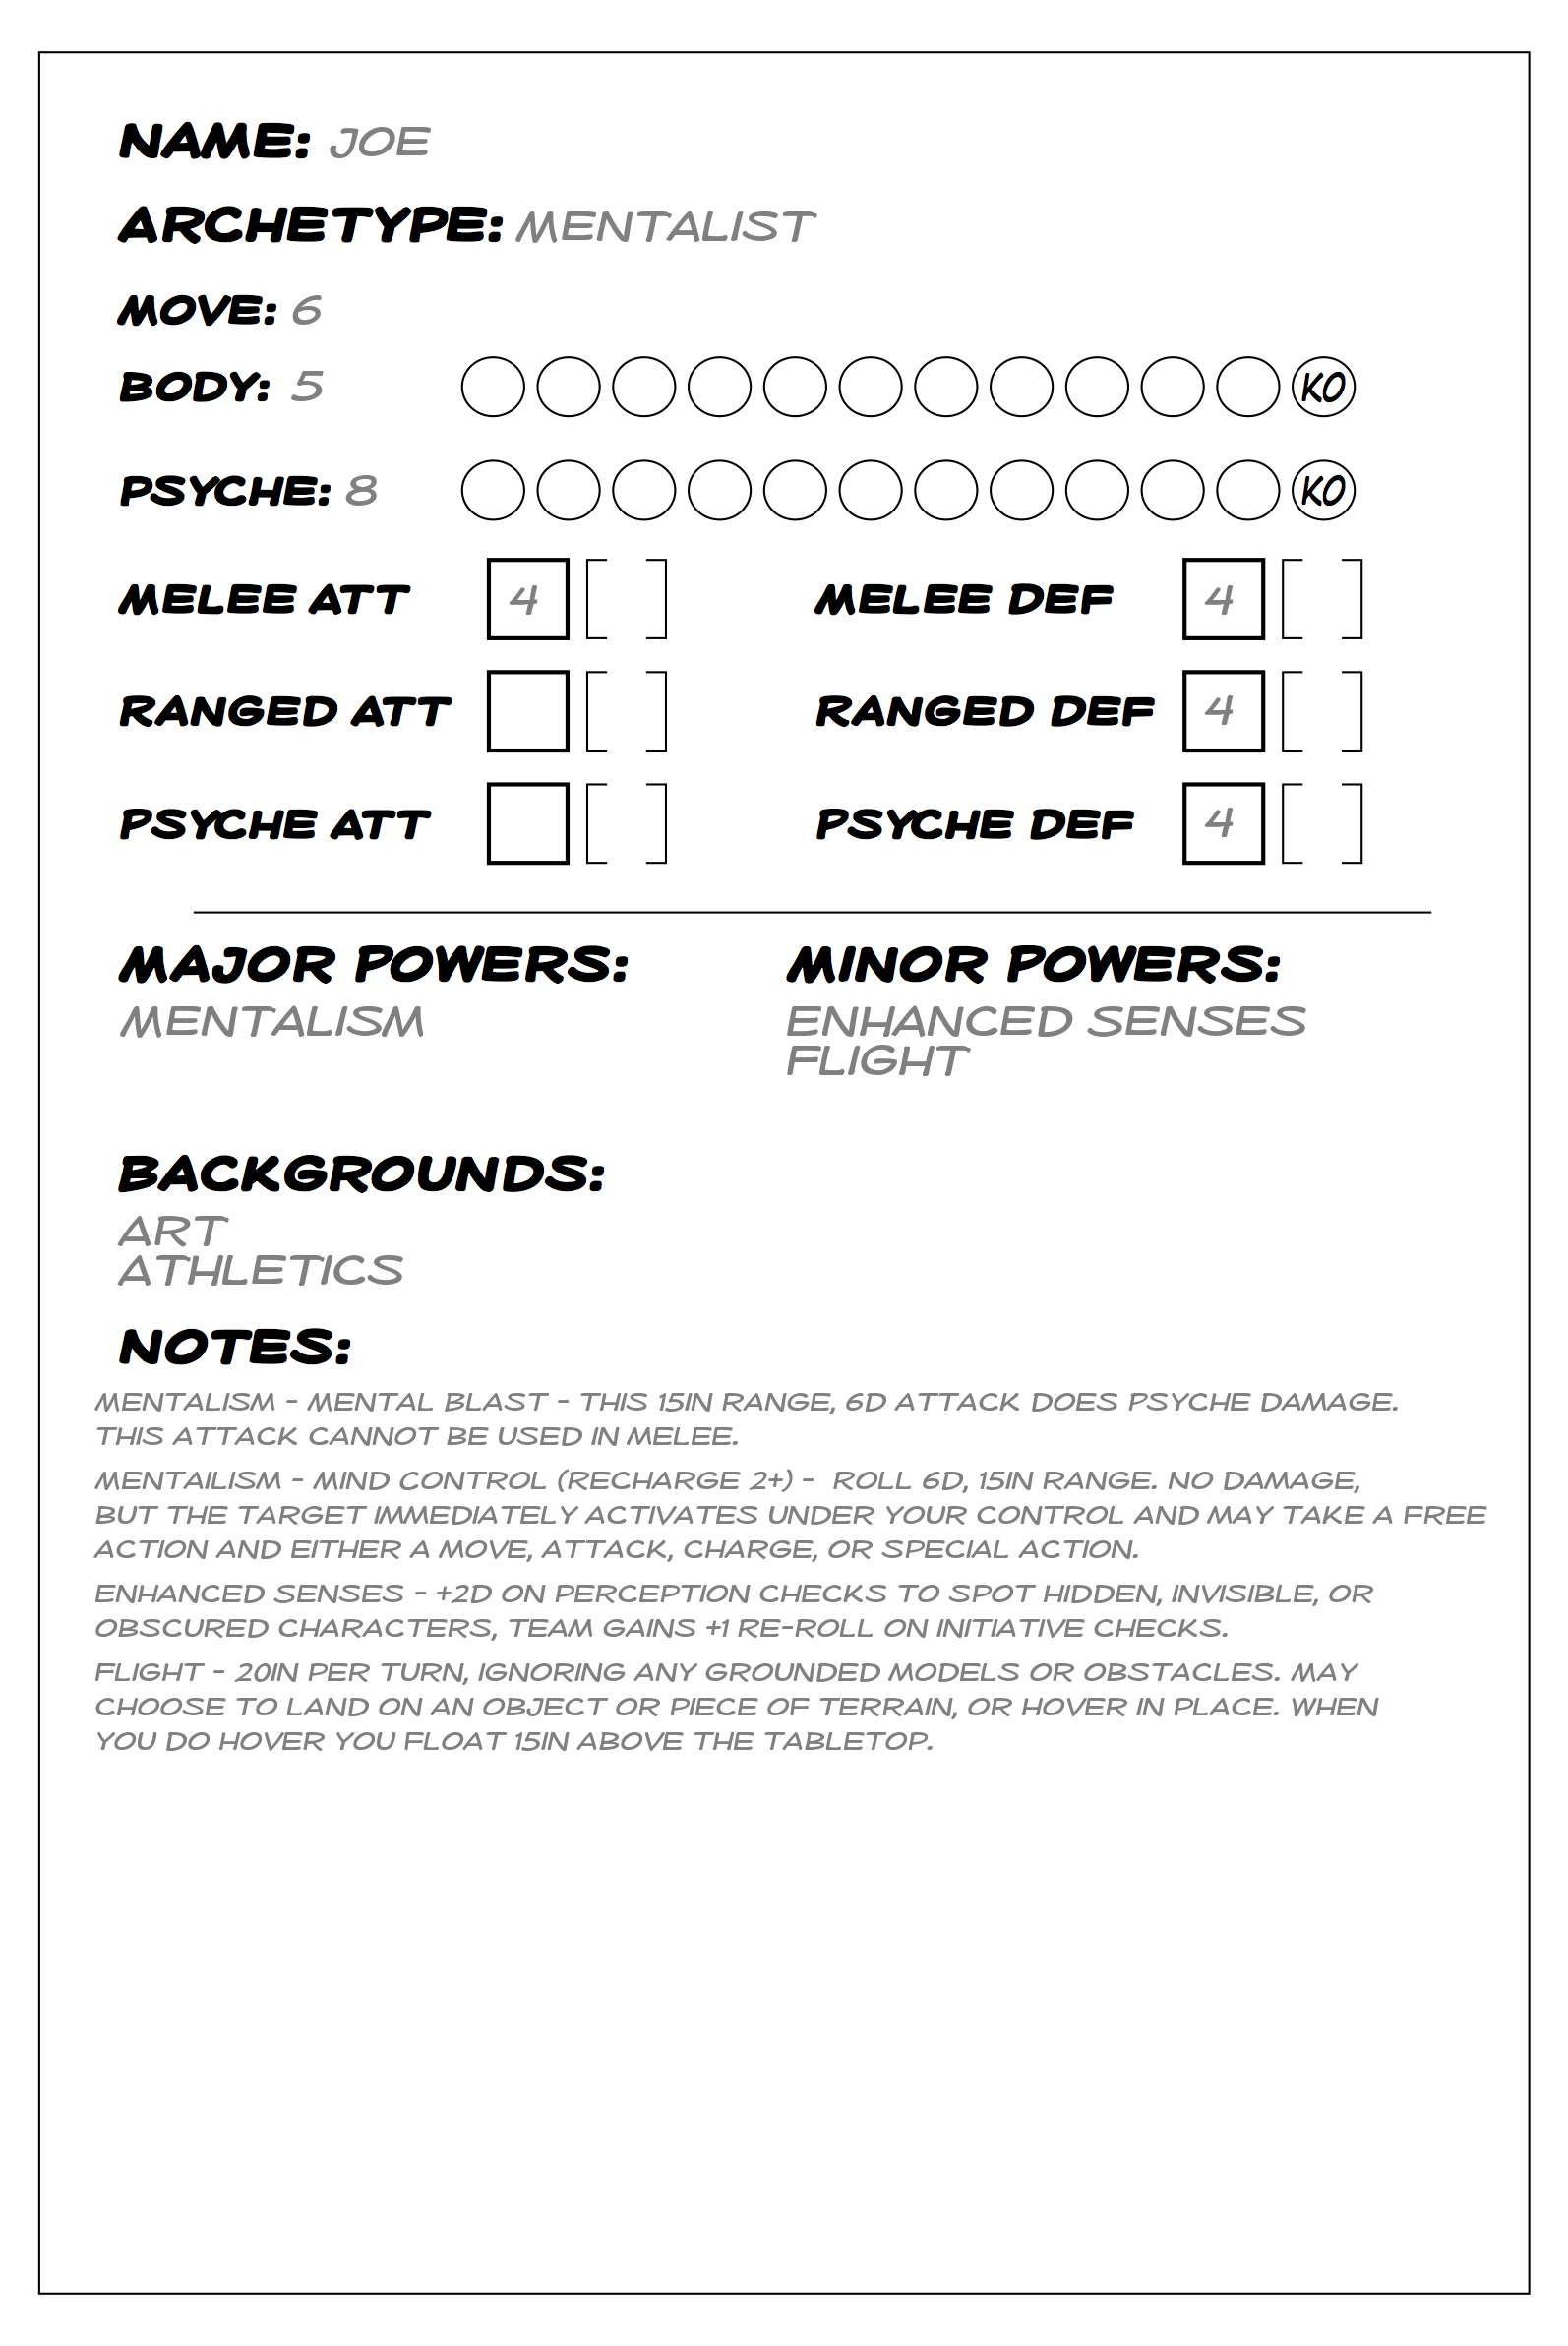 NAME: JOE
ARCHETYPE: MENTALIST
MOVE: 6
BODY: 5 KO
PSYCHE: 8 KO
MELEE ATT 4 [ ] MELEE DEF 4 [ ]
RANGED ATT [ ] RANGED DEF 4 [ ]
PSYCHE ATT [ ] PSYCHE DEF 4 [ ]
MAJOR POWERS:
MENTALISM
MINOR POWERS:
ENHANCED SENSES
FLIGHT
BACKGROUNDS:
ART
ATHLETICS
NOTES:
MENTALISM - MENTAL BLAST - THIS 15IN RANGE, 6D ATTACK DOES PSYCHE DAMAGE.
THIS ATTACK CANNOT BE USED IN MELEE.
MENTAILISM - MIND CONTROL (RECHARGE 2+) - ROLL 6D, 15IN RANGE. NO DAMAGE,
BUT THE TARGET IMMEDIATELY ACTIVATES UNDER YOUR CONTROL AND MAY TAKE A FREE
ACTION AND EITHER A MOVE, ATTACK, CHARGE, OR SPECIAL ACTION.
ENHANCED SENSES - +2D ON PERCEPTION CHECKS TO SPOT HIDDEN, INVISIBLE, OR
OBSCURED CHARACTERS, TEAM GAINS +1 RE-ROLL ON INITIATIVE CHECKS.
FLIGHT - 20IN PER TURN, IGNORING ANY GROUNDED MODELS OR OBSTACLES. MAY
CHOOSE TO LAND ON AN OBJECT OR PIECE OF TERRAIN, OR HOVER IN PLACE. WHEN
YOU DO HOVER YOU FLOAT 15IN ABOVE THE TABLETOP.